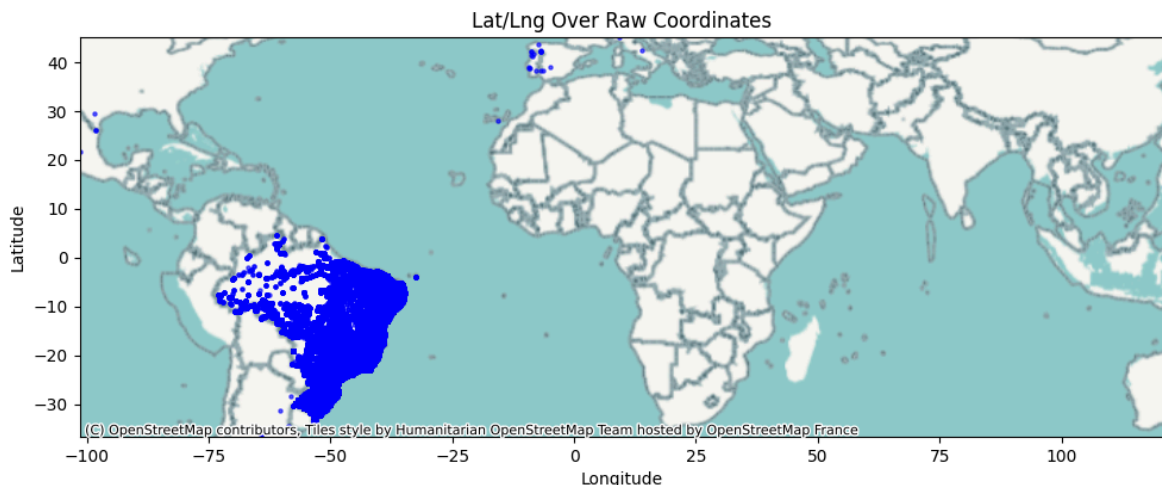 Lat/Lng Over Raw Coordinates
Latitude
40
30
20
10
0
−10
−20
−30
(C) OpenStreetMap contributors, Tiles style by Humanitarian OpenStreetMap Team hosted by OpenStreetMap France
−100 −75 −50 −25 0 25 50 75 100
Longitude